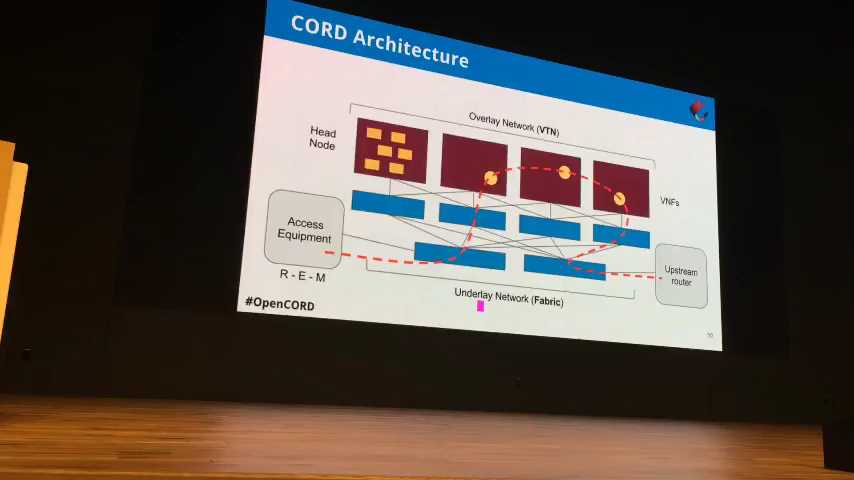 CORD Architecture
Overlay Network (VTN)
Head
Node
VNFs
Access
Equipment
Upstream
router
R - E - M
Underlay Network (Fabric)
#OpenCORD